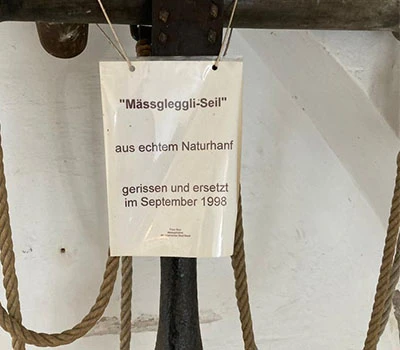 "Mässgleggli-Seil"
aus echtem Naturhanf
gerissen und ersetzt
im September 1998